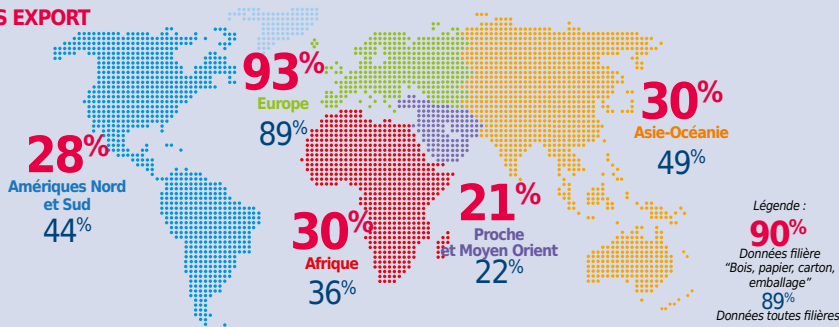 S EXPORT
93%
Europe
89%
30%
Asie-Océanie
49%
28%
Amériques Nord
et Sud
44%
30%
Afrique
36%
21%
Proche
et Moyen Orient
22%
Légende :
90%
Données filière
“Bois, papier, carton,
emballage”
89%
Données toutes filières